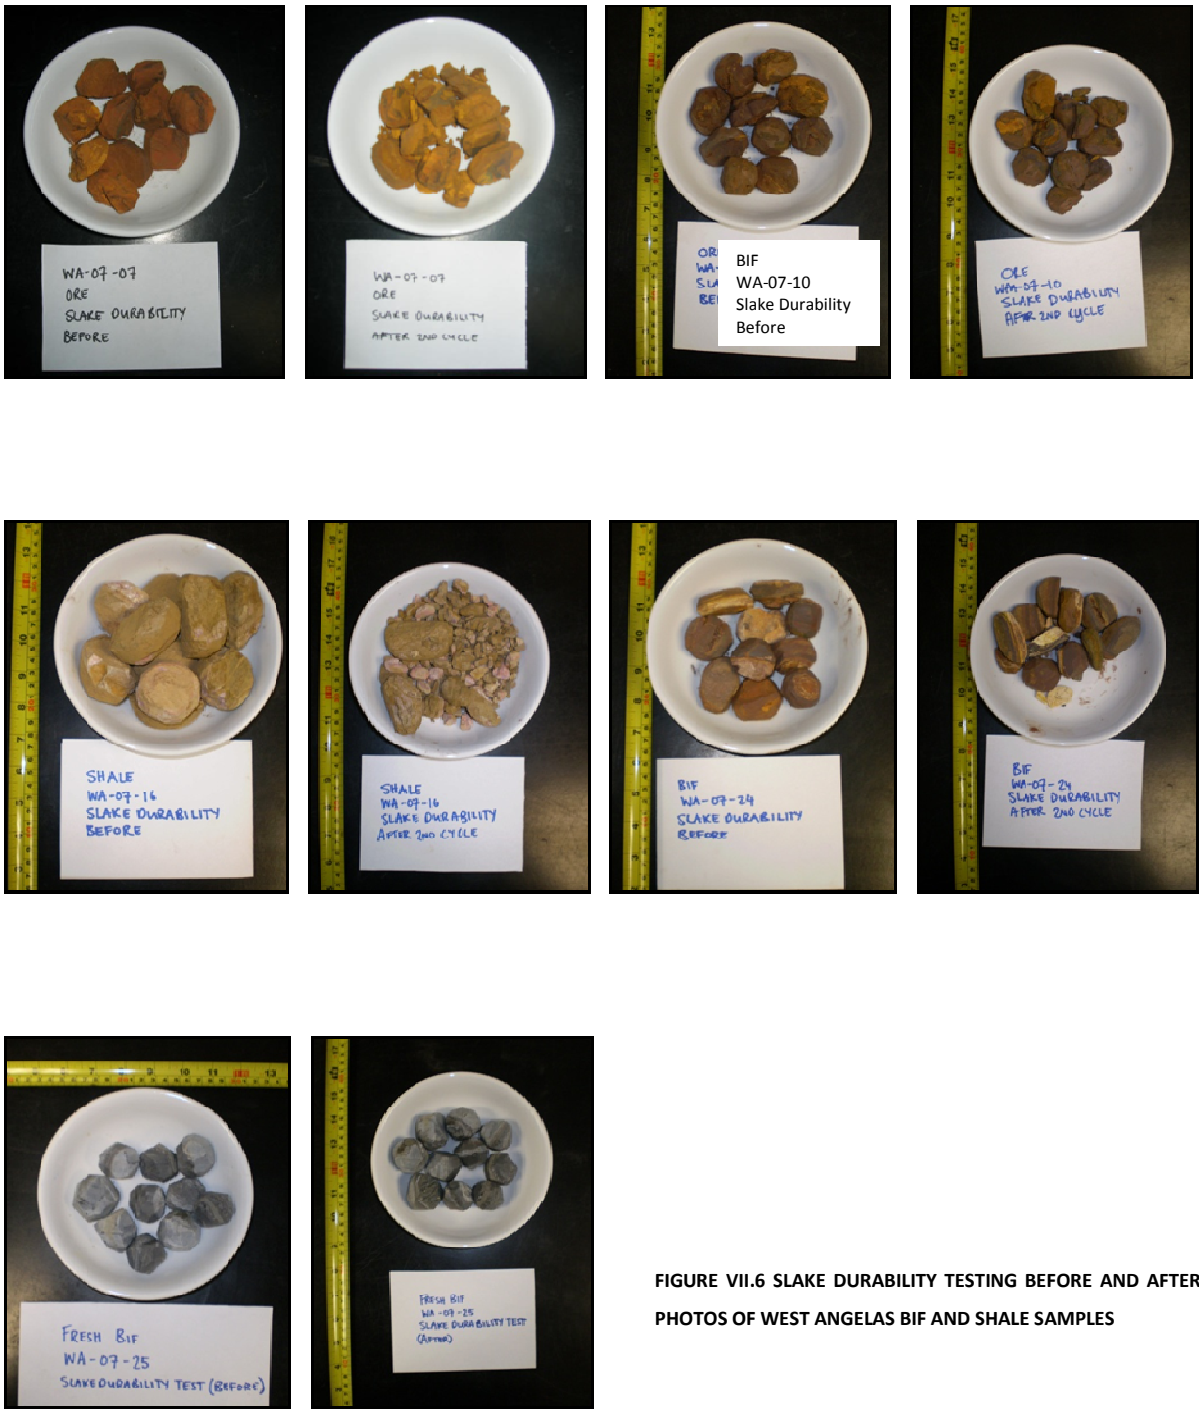 WA-07-07
ORE
SLAKE DURABILITY
BEFORE
WA-07-07
ORE
SLAKE DURABILITY
AFTER 2ND CYCLE
BIF
WA-07-10
Slake Durability
Before
ORE
WA-07-10
SLAKE DURABILITY
AFTER 2ND CYCLE
SHALE
WA-07-16
SLAKE DURABILITY
BEFORE
SHALE
WA-07-16
SLAKE DURABILITY
AFTER 2ND CYCLE
BIF
WA-07-24
SLAKE DURABILITY
BEFORE
BIF
WA-07-24
SLAKE DURABILITY
AFTER 2ND CYCLE
FRESH BIF
WA-07-25
SLAKE DURABILITY TEST (BEFORE)
FRESH BIF
WA-07-25
SLAKE DURABILITY TEST
(AFTER)
FIGURE VII.6 SLAKE DURABILITY TESTING BEFORE AND AFTER
PHOTOS OF WEST ANGELAS BIF AND SHALE SAMPLES